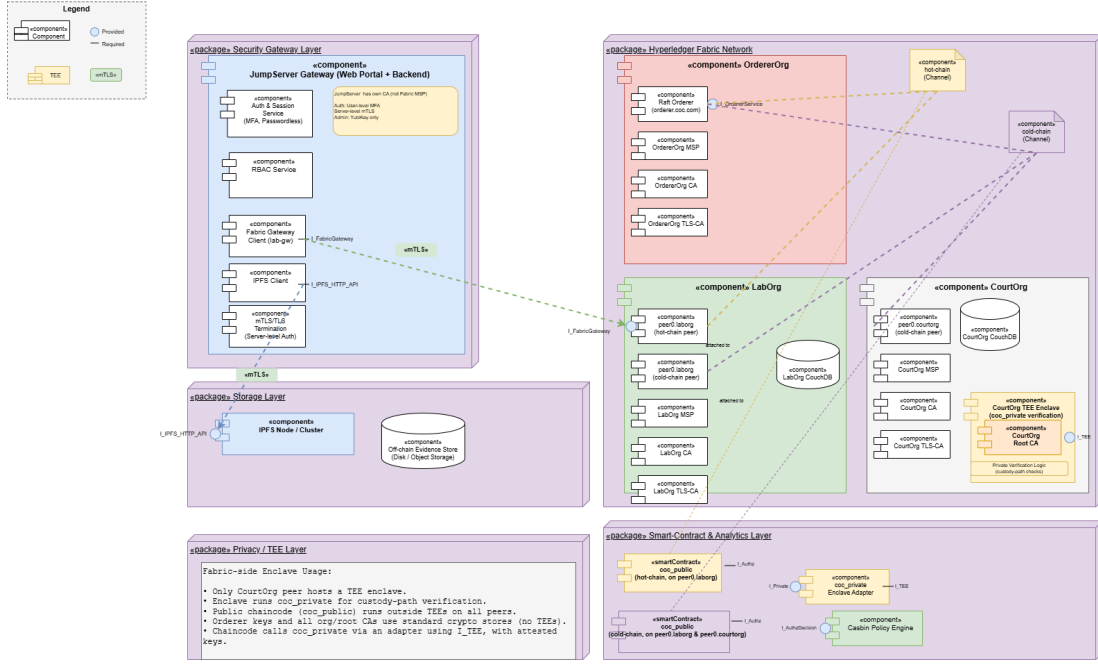 Legend
«component»
Component
Provided
Required
TEE
«mTLS»
«package» Security Gateway Layer
«component»
JumpServer Gateway (Web Portal + Backend)
«component»
Auth & Session
Service
(MFA, Passwordless)
JumpServer has own CA (not Fabric MSP)
Auth: User-level MFA
Server-level mTLS
Admin: YubiKey only
«component»
RBAC Service
«component»
Fabric Gateway
Client (lab-gw)
I_FabricGateway
«mTLS»
«component»
IPFS Client
I_IPFS_HTTP_API
«component»
mTLS/TLS
Termination
(Server-level Auth)
«mTLS»
«package» Storage Layer
I_IPFS_HTTP_API
«component»
IPFS Node / Cluster
«component»
Off-chain Evidence Store
(Disk / Object Storage)
«package» Privacy / TEE Layer
Fabric-side Enclave Usage:
• Only CourtOrg peer hosts a TEE enclave.
• Enclave runs coc_private for custody-path verification.
• Public chaincode (coc_public) runs outside TEEs on all peers.
• Orderer keys and all org/root CAs use standard crypto stores (no TEEs).
• Chaincode calls coc_private via an adapter using I_TEE, with attested
keys.
«package» Hyperledger Fabric Network
«component» OrdererOrg
«component»
Raft Orderer
(orderer.coc.com)
I_OrdererService
«component»
OrdererOrg MSP
«component»
OrdererOrg CA
«component»
OrdererOrg TLS-CA
«component»
hot-chain
(Channel)
«component»
cold-chain
(Channel)
«component» LabOrg
I_FabricGateway
«component»
peer0.laborg
(hot-chain peer)
attached to
«component»
peer0.laborg
(cold-chain peer)
attached to
«component»
LabOrg CouchDB
«component»
LabOrg MSP
«component»
LabOrg CA
«component»
LabOrg TLS-CA
«component» CourtOrg
«component»
peer0.courtorg
(cold-chain peer)
«component»
CourtOrg CouchDB
«component»
CourtOrg MSP
«component»
CourtOrg CA
«component»
CourtOrg TLS-CA
«component»
CourtOrg TEE Enclave
(coc_private verification)
«component»
CourtOrg
Root CA
I_TEE
Private Verification Logic
(custody-path checks)
«package» Smart-Contract & Analytics Layer
«smartContract»
coc_public
(hot-chain, on peer0.laborg)
I_Authz
«component»
coc_private
Enclave Adapter
I_Private
I_TEE
«smartContract»
coc_public
(cold-chain, on peer0.laborg & peer0.courtorg)
I_Authz
I_AuthzDecision
«component»
Casbin Policy Engine